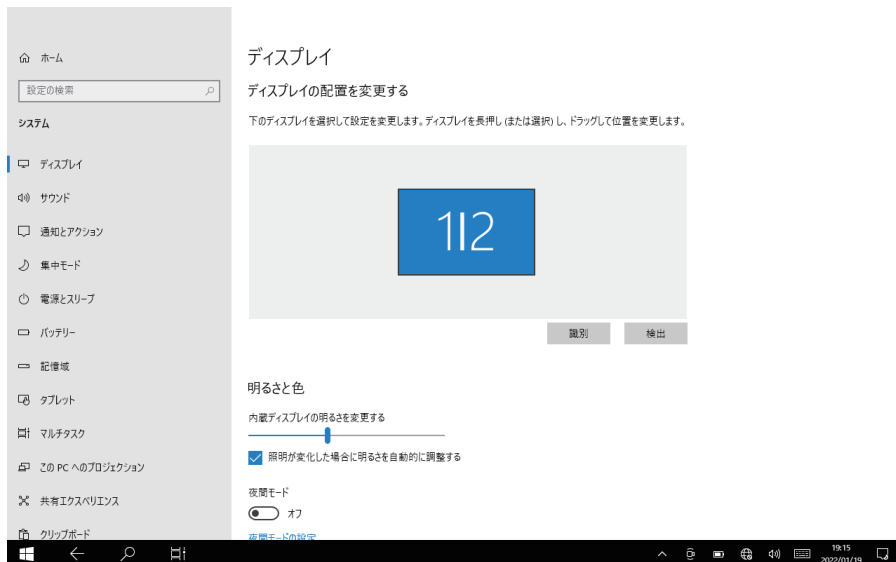 ホーム
設定の検索
システム
ディスプレイ
サウンド
通知とアクション
集中モード
電源とスリープ
バッテリー
記憶域
タブレット
マルチタスク
この PC へのプロジェクション
共有エクスペリエンス
クリップボード
ディスプレイ
ディスプレイの配置を変更する
下のディスプレイを選択して設定を変更します。ディスプレイを長押し (または選択) し、ドラッグして位置を変更します。
1|2
識別
検出
明るさと色
内蔵ディスプレイの明るさを変更する
照明が変化した場合に明るさを自動的に調整する
夜間モード
オフ
夜間モードの設定
19:15
2022/01/19